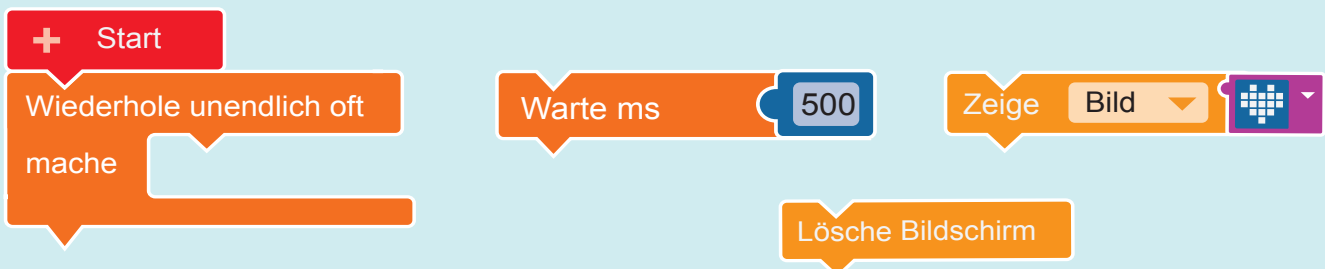 Start
Wiederhole unendlich oft
mache
Warte ms 500
Zeige Bild
Lösche Bildschirm